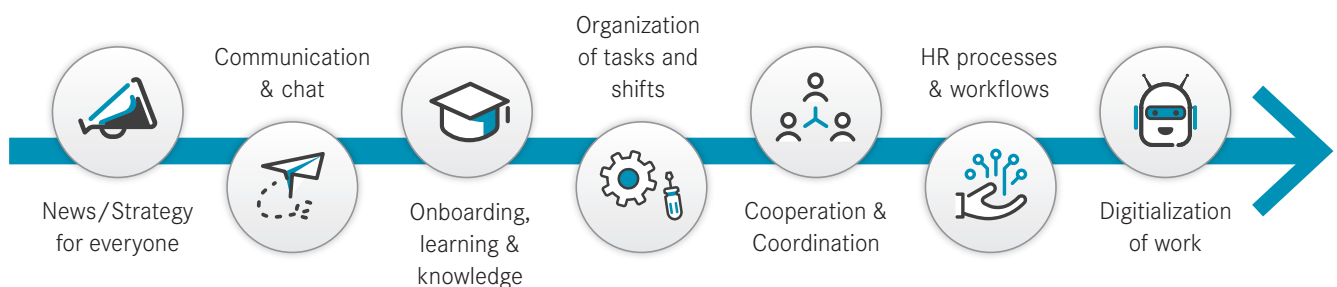 News/Strategy
for everyone
Communication
& chat
Onboarding,
learning &
knowledge
Organization
of tasks and
shifts
Cooperation &
Coordination
HR processes
& workflows
Digitialization
of work